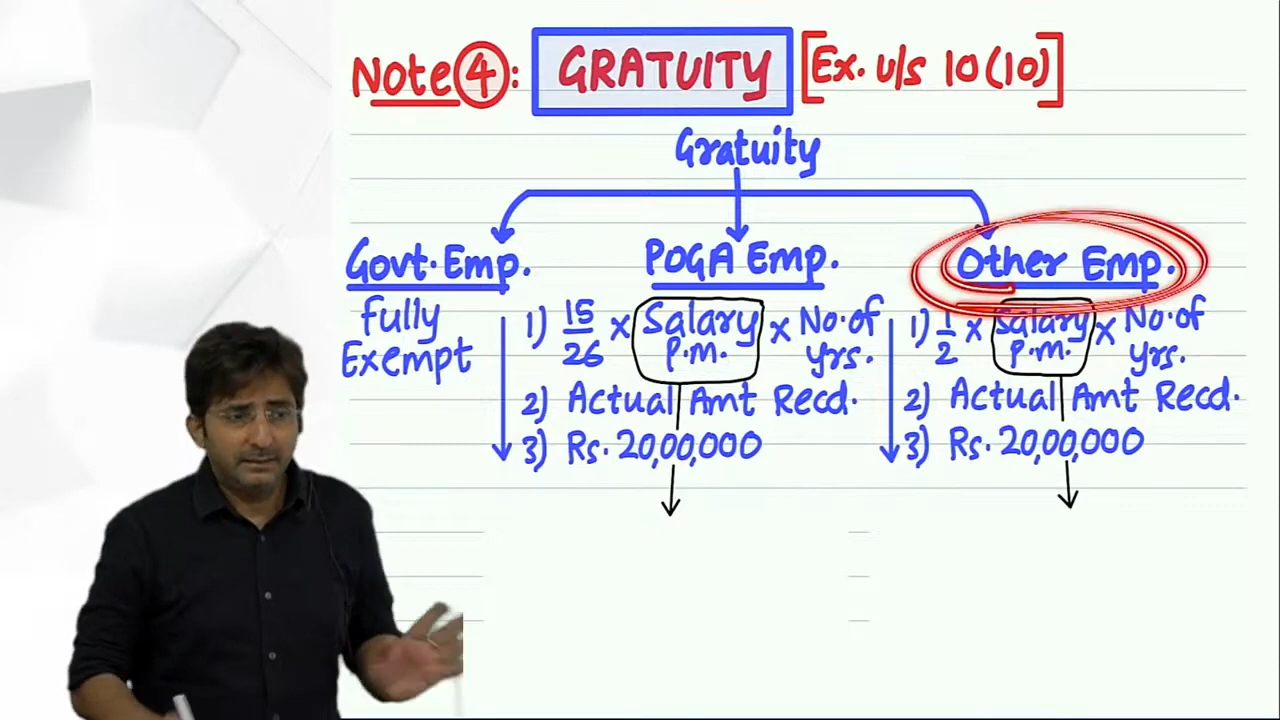 Note 4: GRATUITY [Ex. u/s 10(10)]
Gratuity
Govt. Emp.
Fully
Exempt
POGA Emp.
1) 15/26 x Salary p.m. x No. of yrs.
2) Actual Amt Recd.
3) Rs. 20,00,000
Other Emp.
1) 1/2 x Salary p.m. x No. of yrs.
2) Actual Amt Recd.
3) Rs. 20,00,000